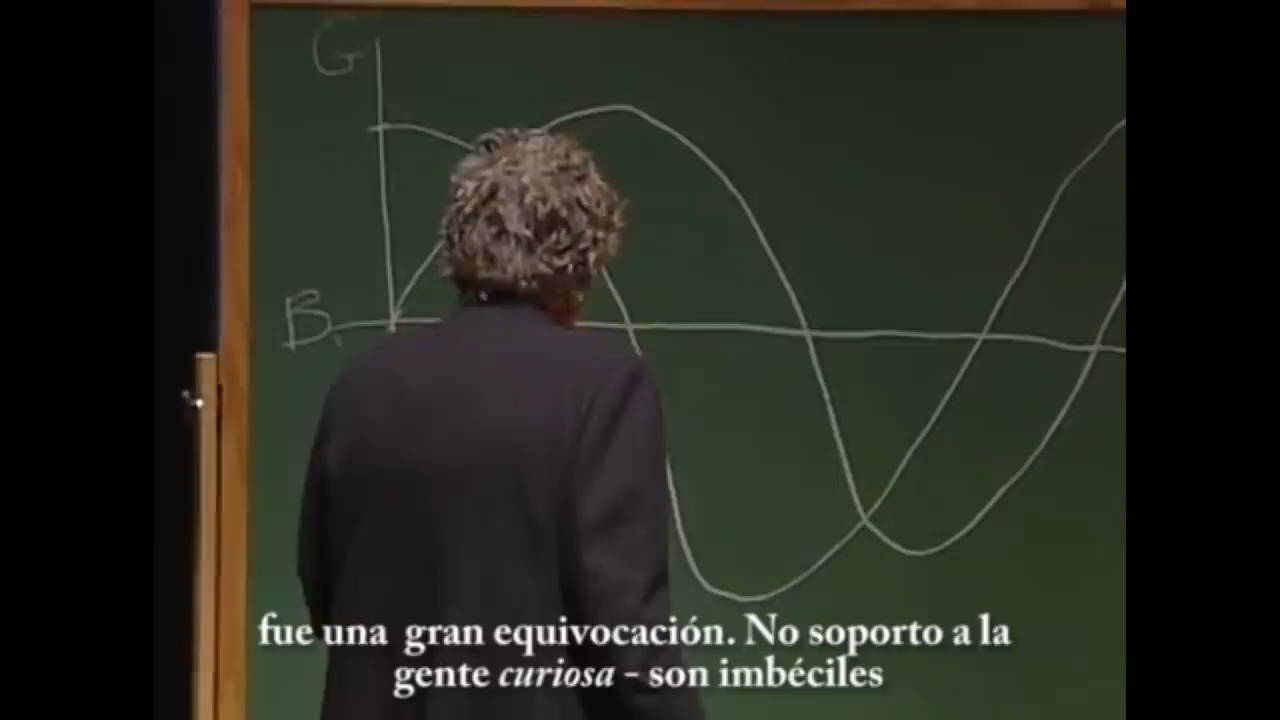 G
B
fue una gran equivocación. No soporto a la
gente curiosa - son imbéciles